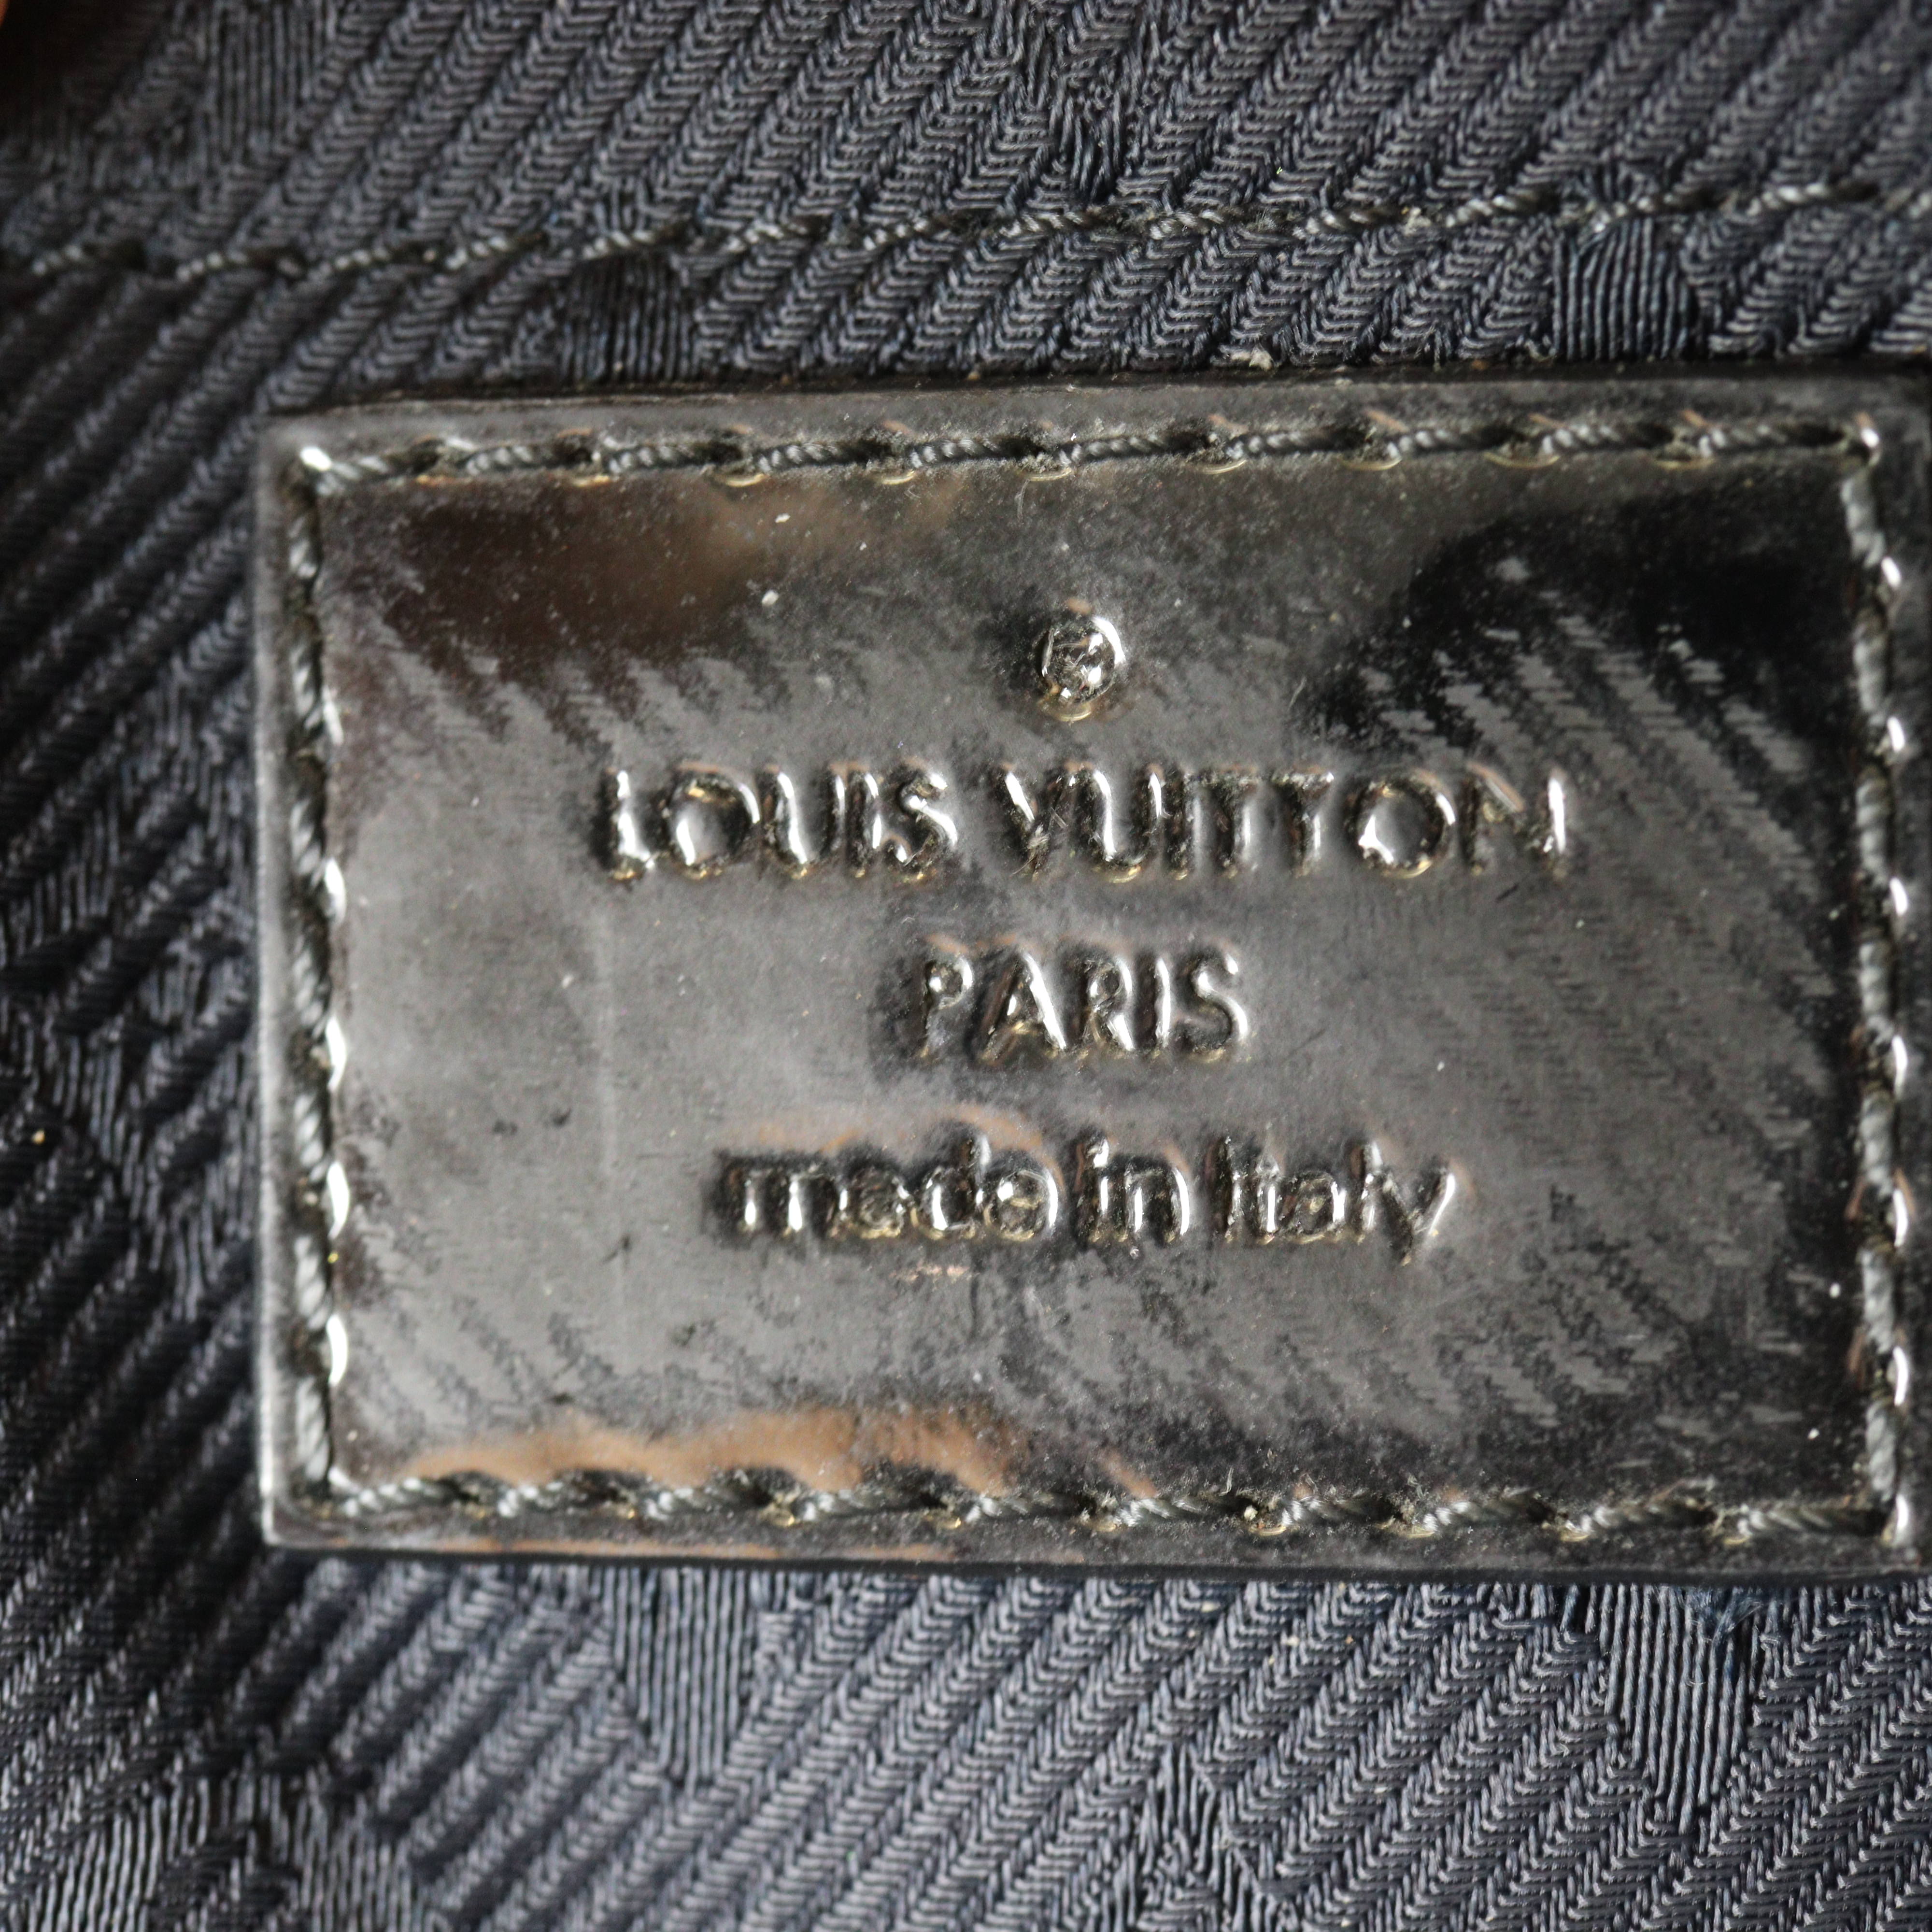 ®
LOUIS VUITTON
PARIS
made in Italy